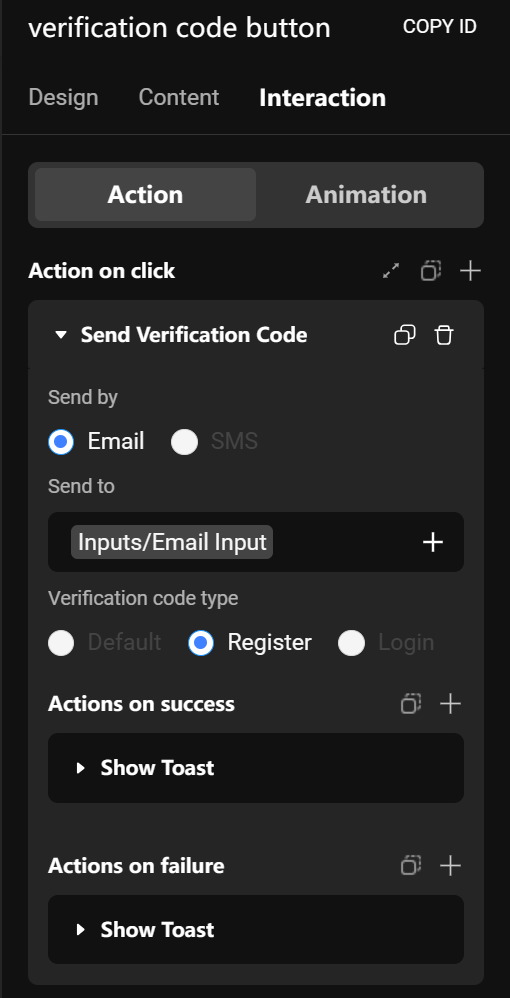 verification code button COPY ID
Design Content Interaction
Action Animation
Action on click
Send Verification Code
Send by
Email SMS
Send to
Inputs/Email Input
Verification code type
Default Register Login
Actions on success
Show Toast
Actions on failure
Show Toast